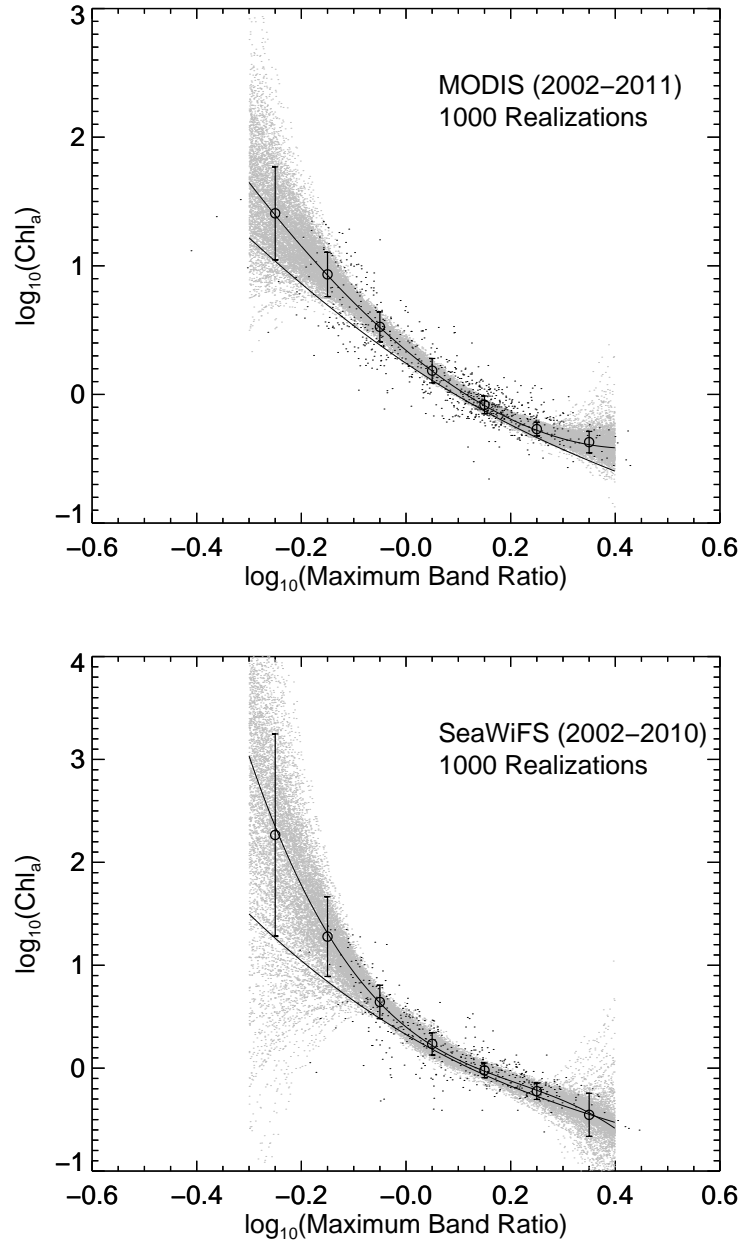 3
2
1
0
−1
log10(Chla)
MODIS (2002−2011)
1000 Realizations
−0.6 −0.4 −0.2 −0.0 0.2 0.4 0.6
log10(Maximum Band Ratio)
4
3
2
1
0
−1
log10(Chla)
SeaWiFS (2002−2010)
1000 Realizations
−0.6 −0.4 −0.2 −0.0 0.2 0.4 0.6
log10(Maximum Band Ratio)